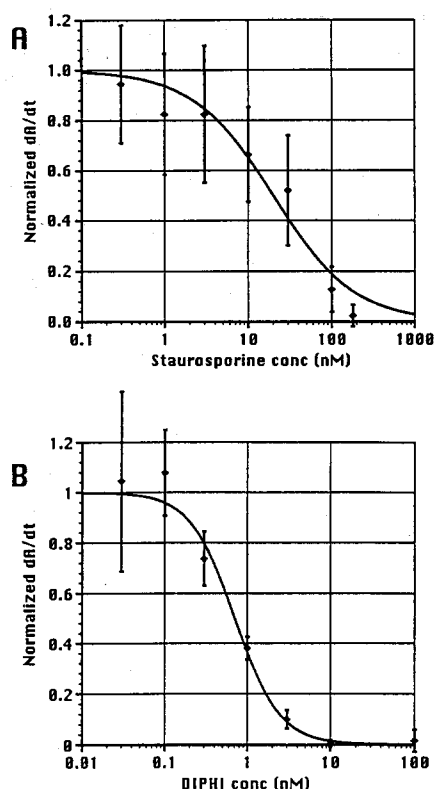 A
Normalized dA/dt
1.2
1.0
0.8
0.6
0.4
0.2
0.0
0.1 1 10 100 1000
Staurosporine conc (nM)
B
Normalized dA/dt
1.2
1
0.8
0.6
0.4
0.2
0
0.01 0.1 1 10 100
D[PHI conc (nM)